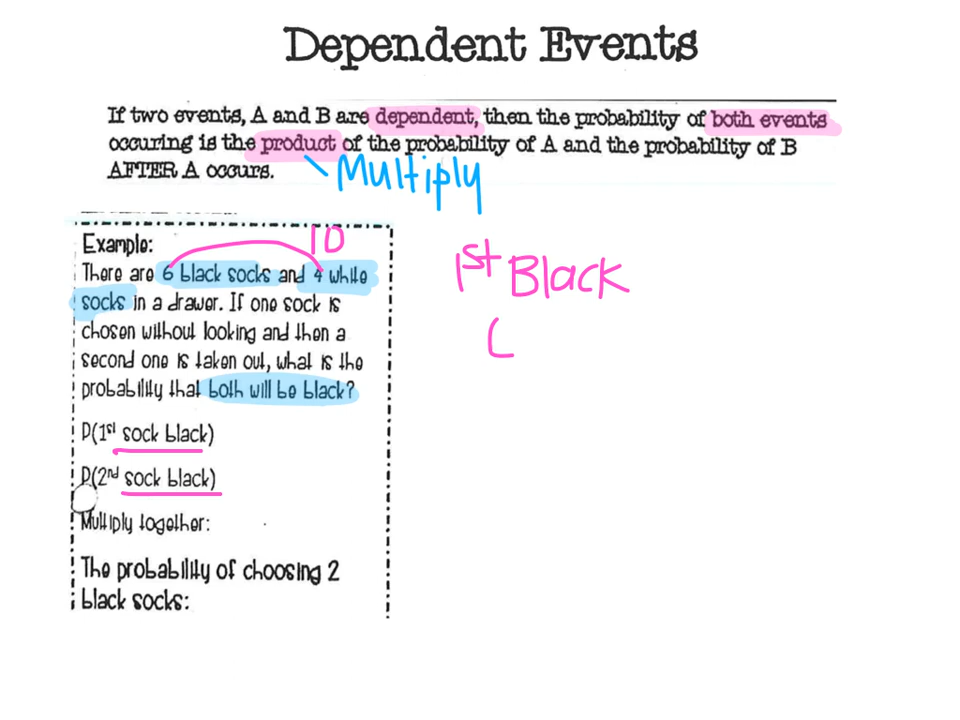 Dependent Events
If two events, A and B are dependent, then the probability of both events
occuring is the product of the probability of A and the probability of B
AFTER A occurs.
Multiply
Example:
10
There are 6 black socks and 4 white
socks in a drawer. If one sock is
chosen without looking and then a
second one is taken out, what is the
probability that both will be black?
P(1st sock black)
P(2nd sock black)
Multiply together:
The probability of choosing 2
black socks:
1st Black
(